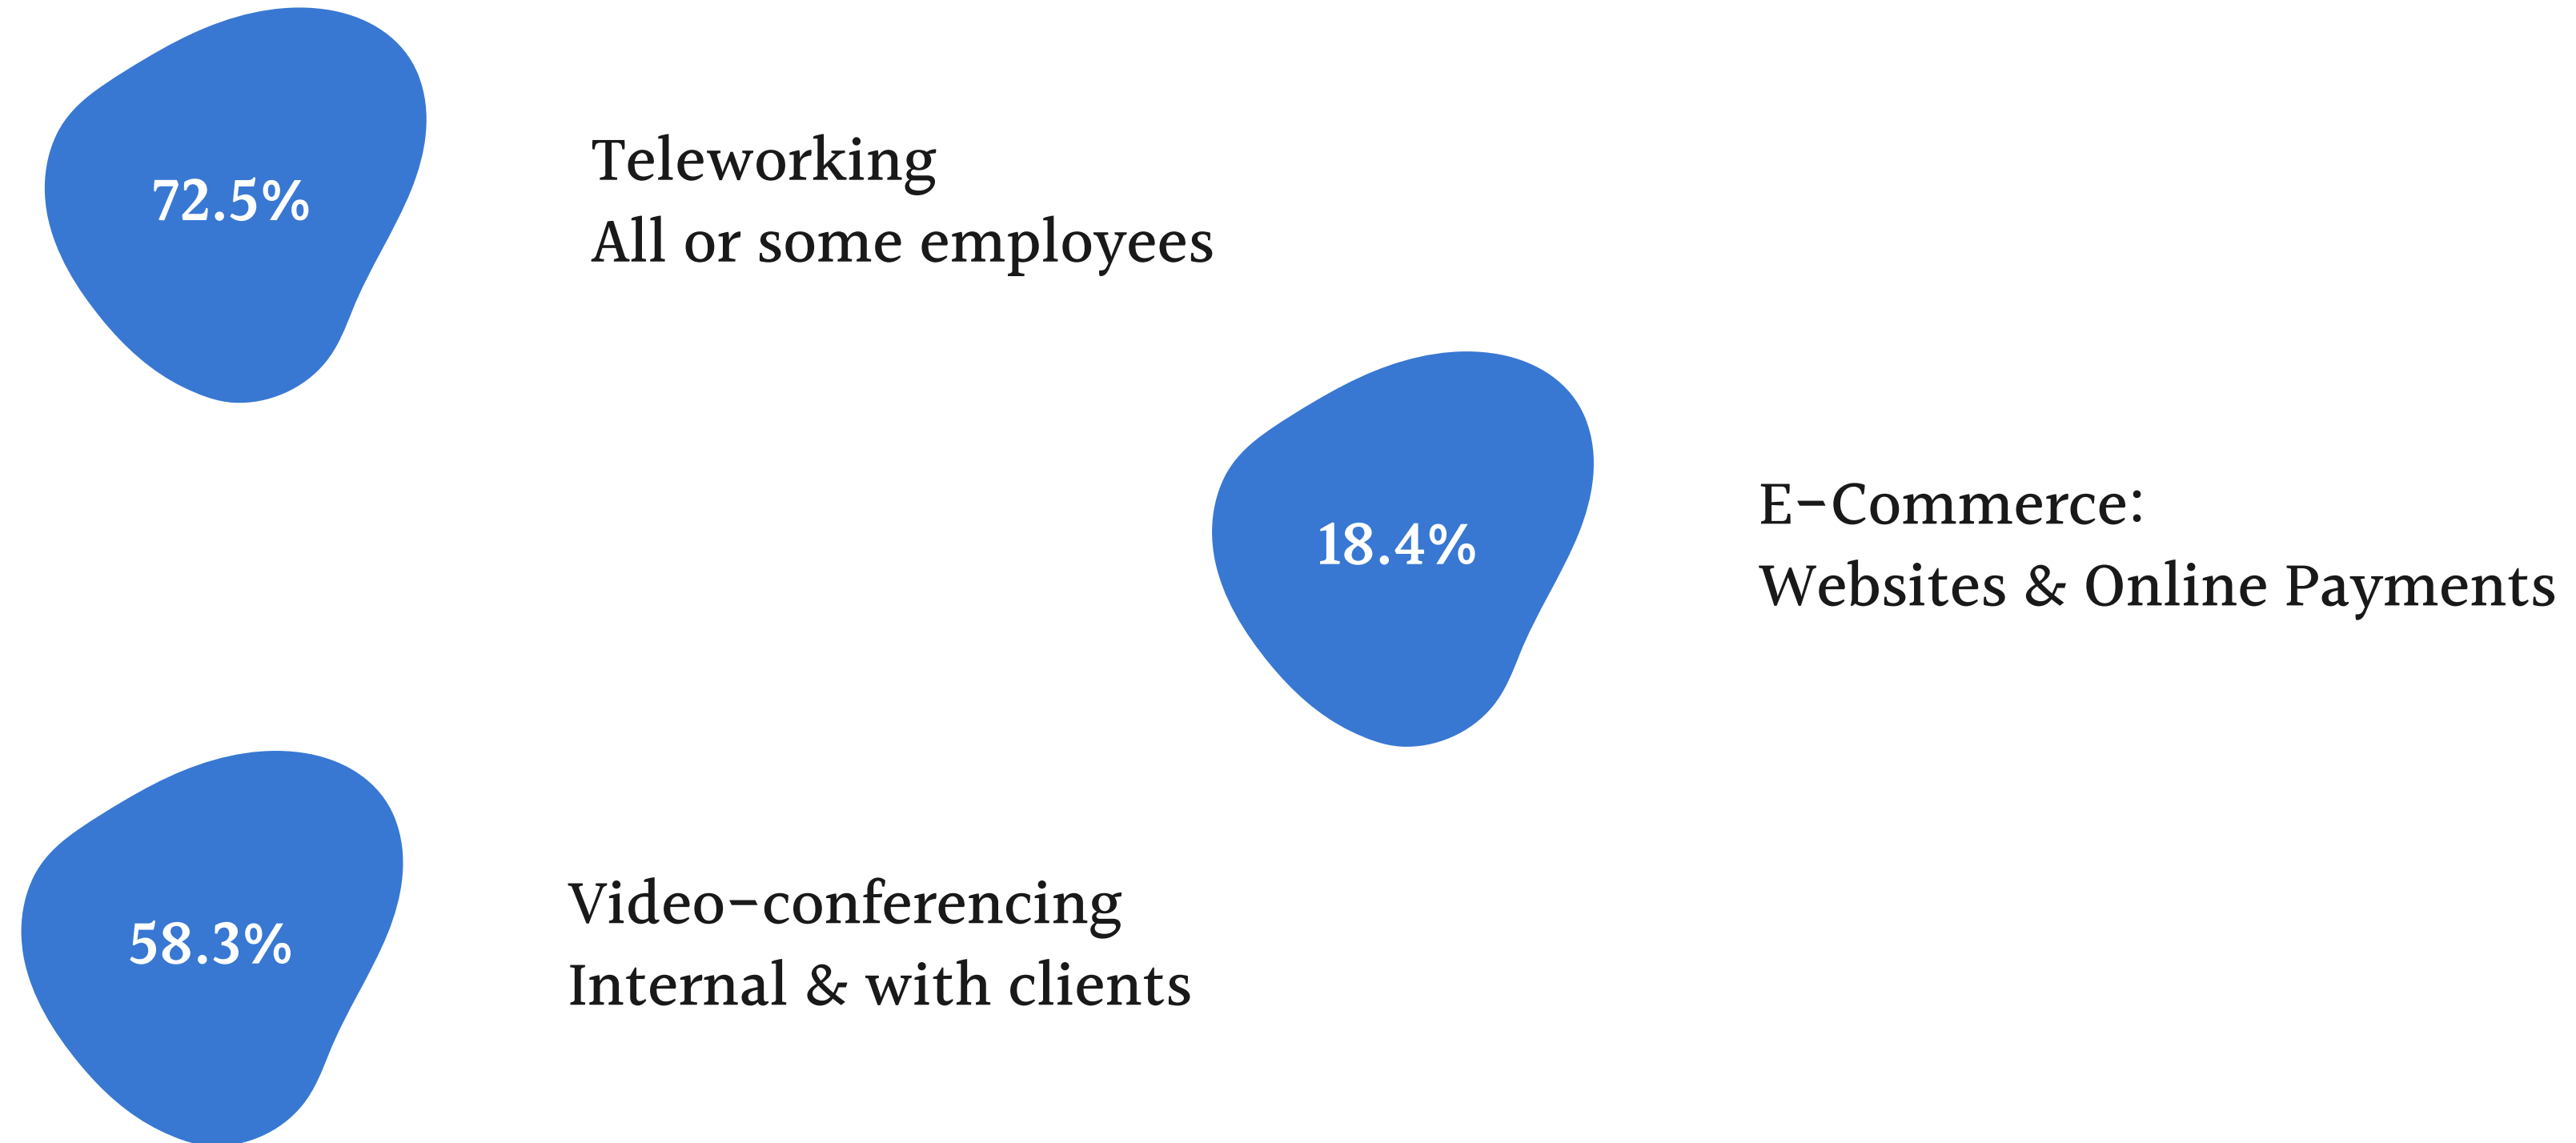 72.5%
Teleworking
All or some employees
18.4%
E-Commerce:
Websites & Online Payments
58.3%
Video-conferencing
Internal & with clients